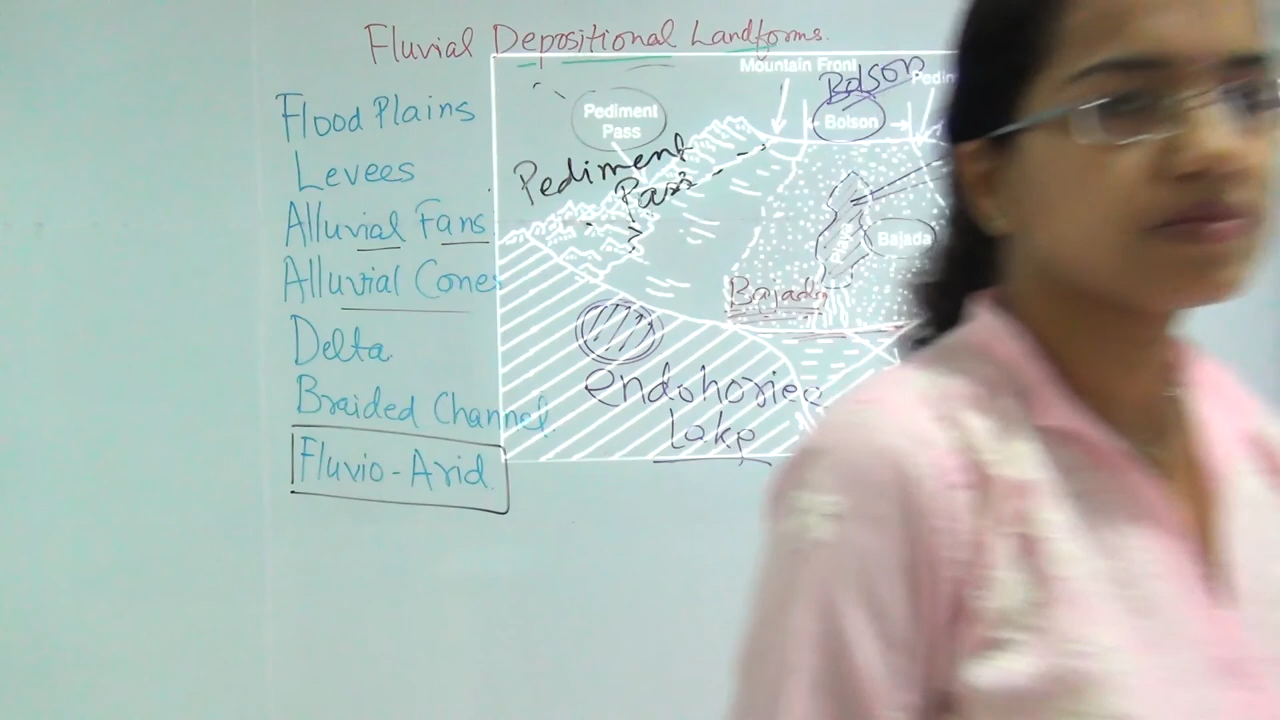 Fluvial Depositional Landforms.
Flood Plains
Levees
Alluvial Fans
Alluvial Cones
Delta
Braided Channel.
Fluvio-Arid
Mountain Front
Bolson
Pediment
Pass
Bolson
Pediment
Pass
Bajada
Bajada
endohoriec
Lake